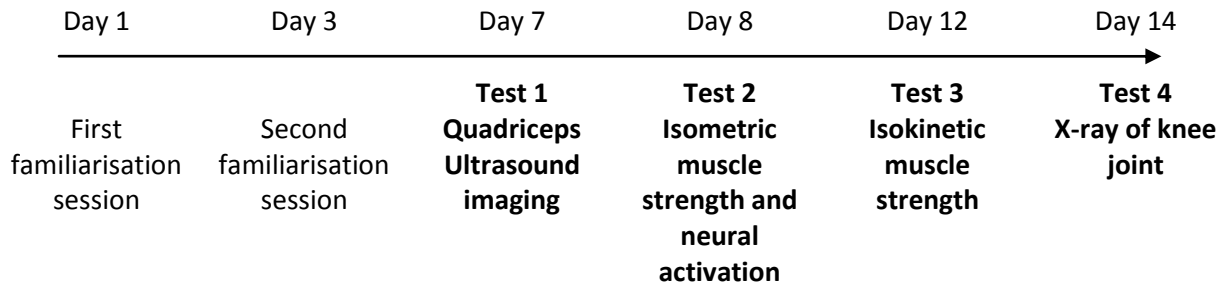 Day 1
Day 3
Day 7
Day 8
Day 12
Day 14
First
familiarisation
session
Second
familiarisation
session
Test 1
Quadriceps
Ultrasound
imaging
Test 2
Isometric
muscle
strength and
neural
activation
Test 3
Isokinetic
muscle
strength
Test 4
X-ray of knee
joint